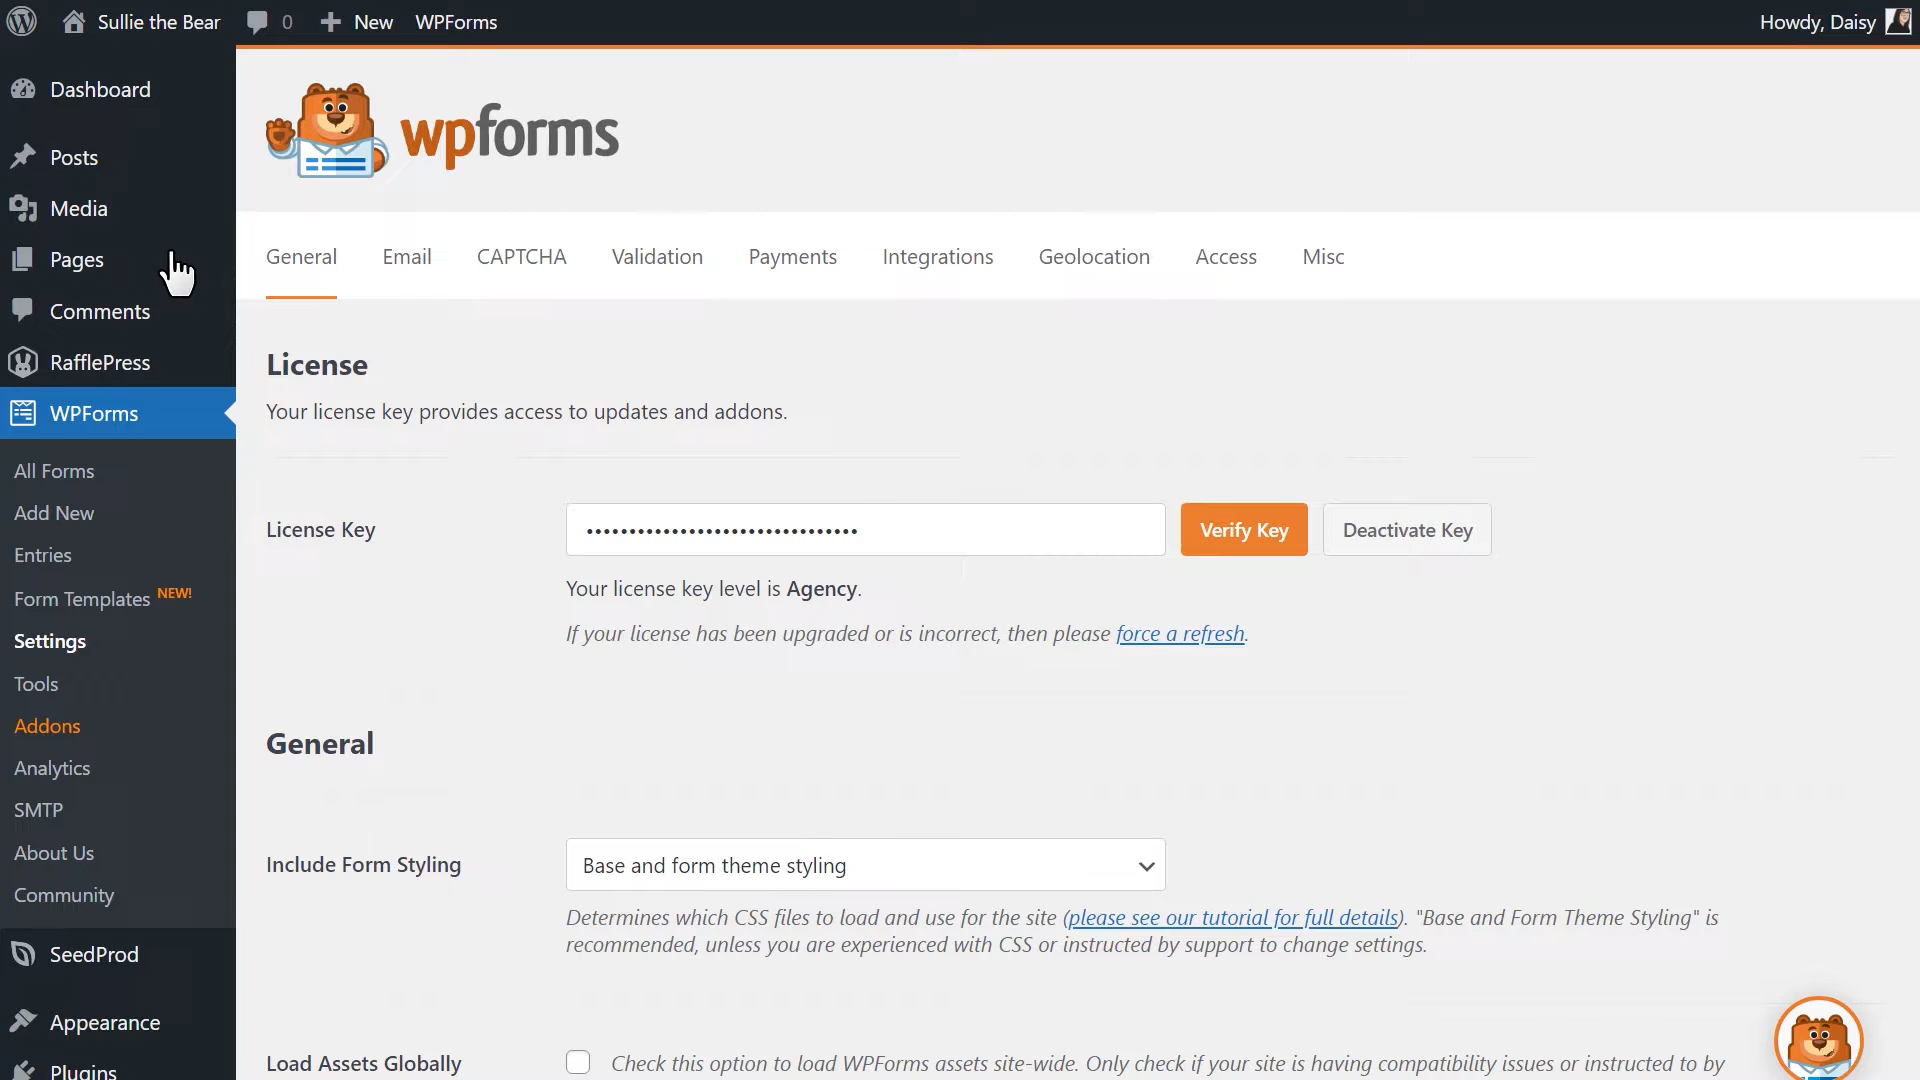 Sullie the Bear
0
New
WPForms
Howdy, Daisy
Dashboard
Posts
Media
Pages
Comments
RafflePress
WPForms
All Forms
Add New
Entries
Form Templates NEW!
Settings
Tools
Addons
Analytics
SMTP
About Us
Community
SeedProd
Appearance
Plugins
wpforms
General
Email
CAPTCHA
Validation
Payments
Integrations
Geolocation
Access
Misc
License
Your license key provides access to updates and addons.
License Key
Verify Key
Deactivate Key
Your license key level is Agency.
If your license has been upgraded or is incorrect, then please force a refresh.
General
Include Form Styling
Base and form theme styling
Determines which CSS files to load and use for the site (please see our tutorial for full details). "Base and Form Theme Styling" is
recommended, unless you are experienced with CSS or instructed by support to change settings.
Load Assets Globally
Check this option to load WPForms assets site-wide. Only check if your site is having compatibility issues or instructed to by